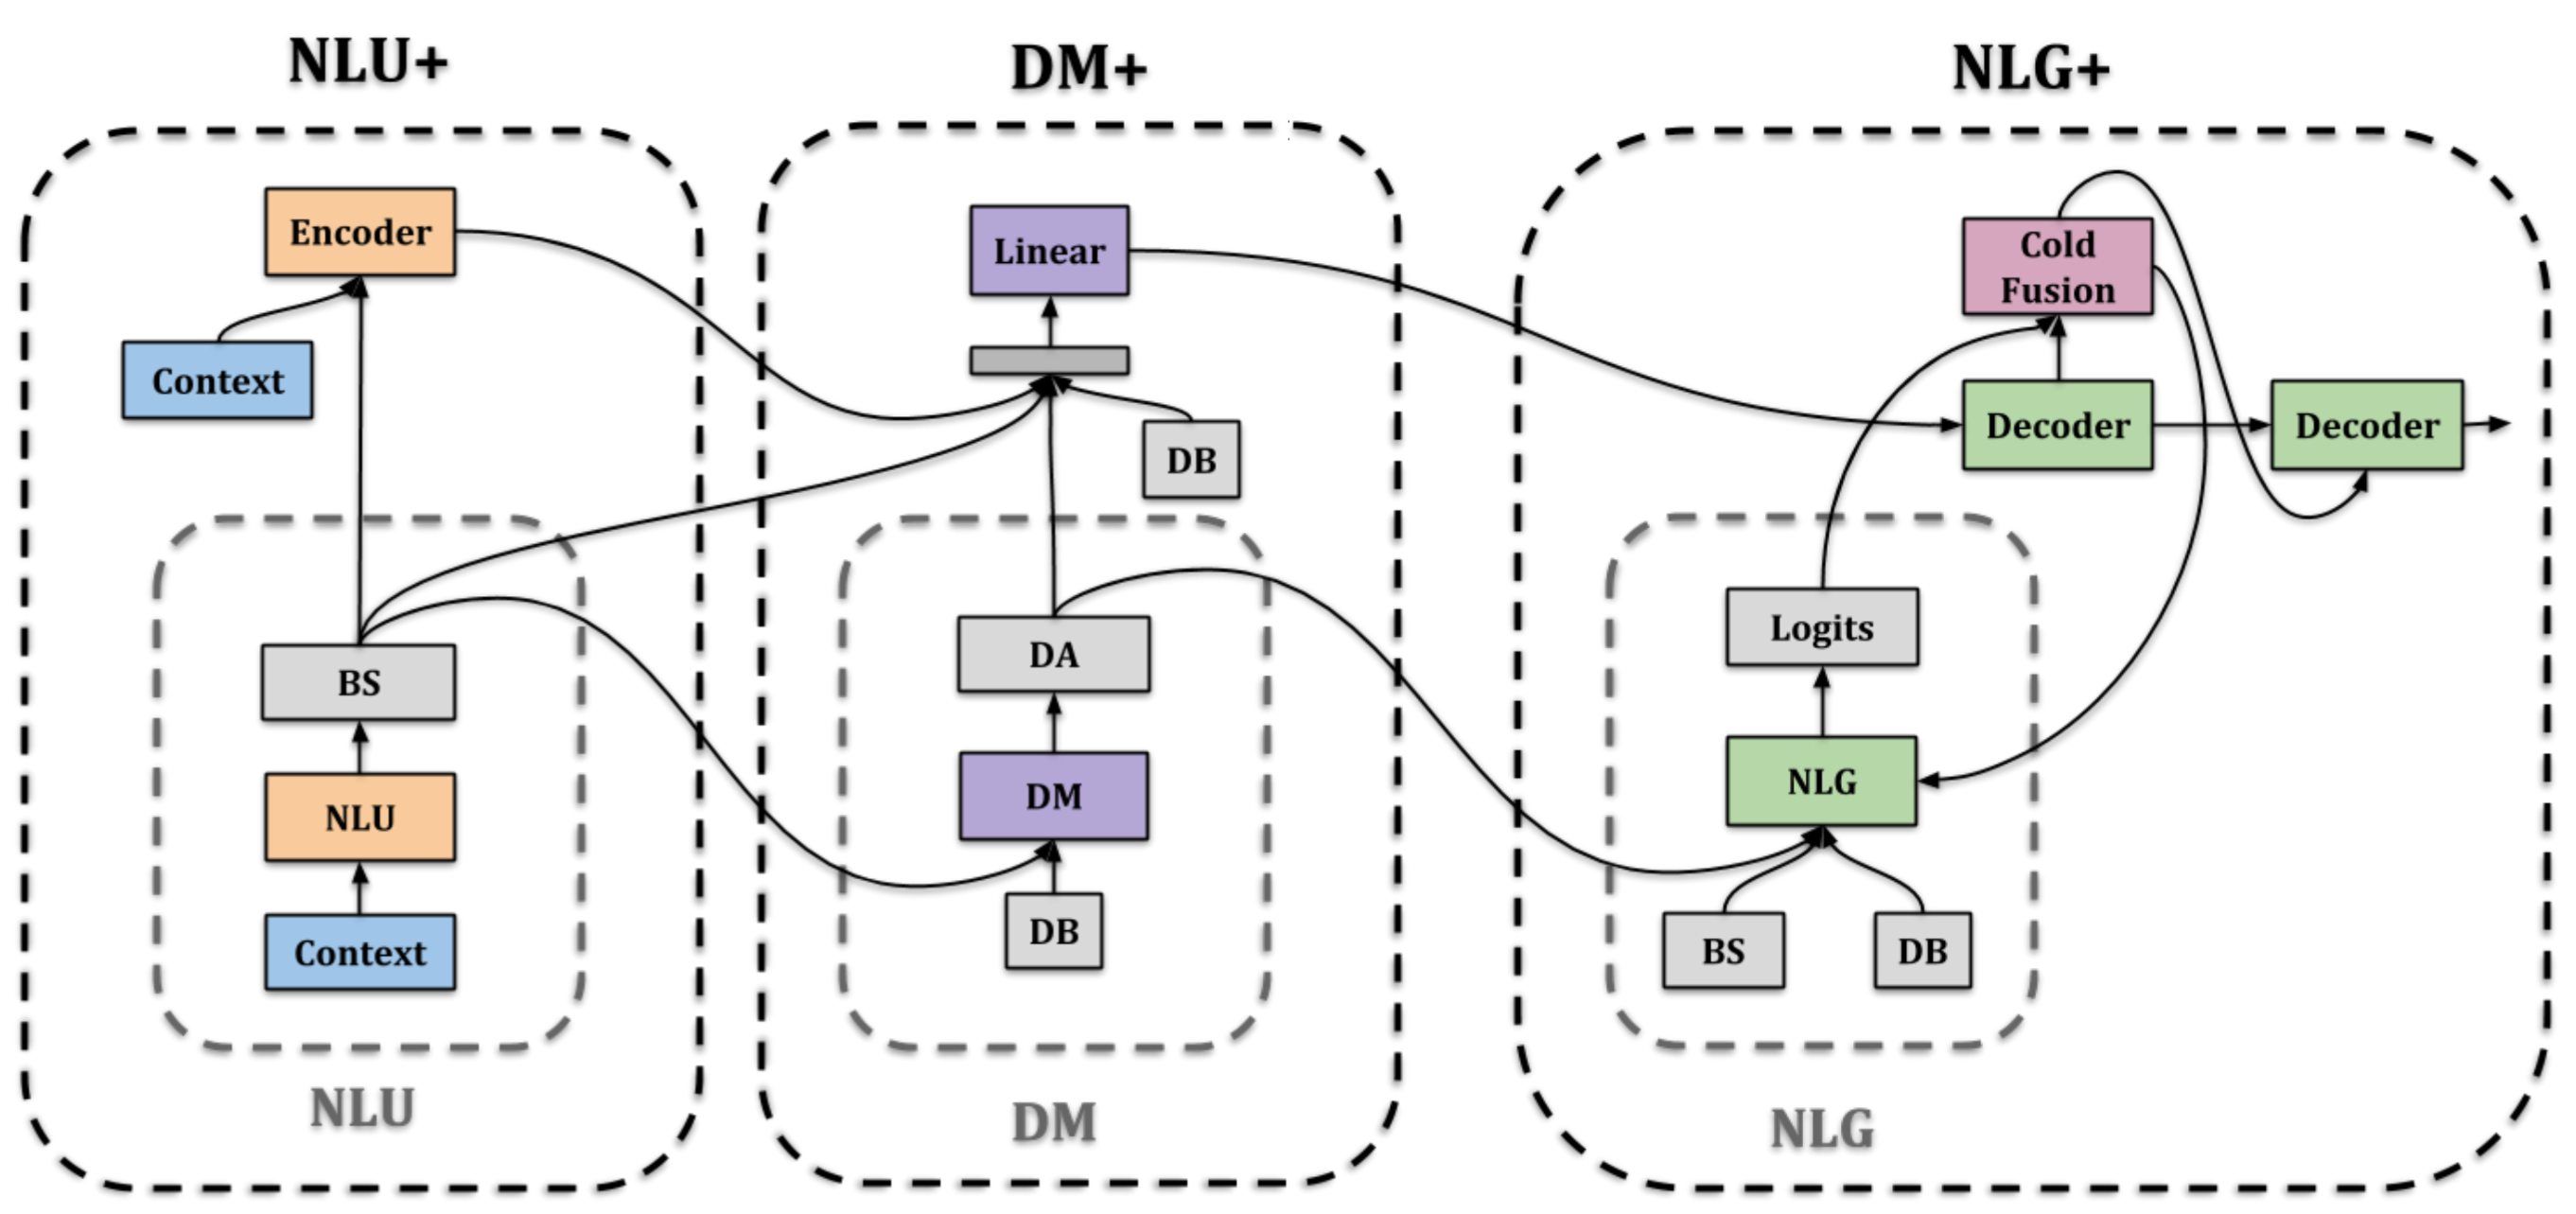 NLU+
Encoder
Context
BS
NLU
Context
NLU
DM+
Linear
DB
DA
DM
DB
DM
NLG+
Cold
Fusion
Decoder
Decoder
Logits
NLG
BS
DB
NLG